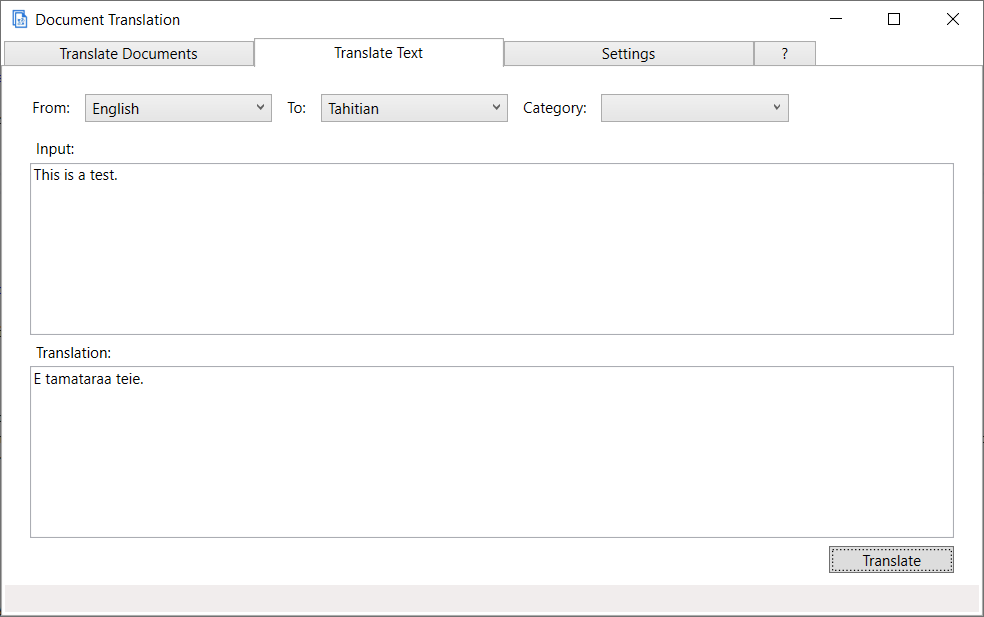 Document Translation
Translate Documents Translate Text Settings ?
From: English To: Tahitian Category:
Input:
This is a test.
Translation:
E tamataraa teie.
Translate